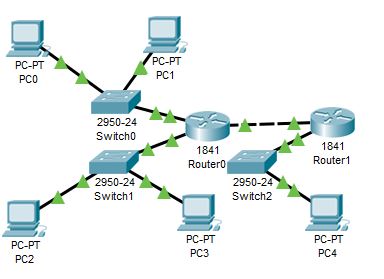 PC-PT
PC0
PC-PT
PC1
2950-24
Switch0
1841
Router0
1841
Router1
2950-24
Switch1
2950-24
Switch2
PC-PT
PC2
PC-PT
PC3
PC-PT
PC4